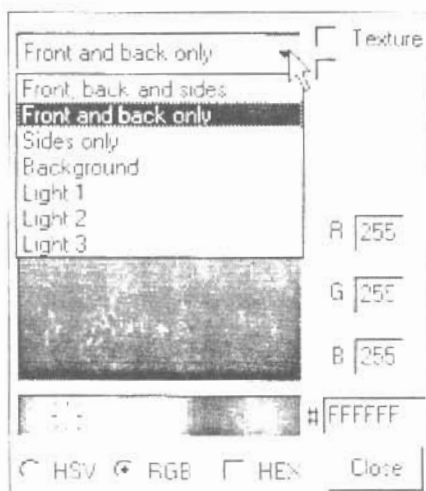 Front and back only
Texture
Front, back and sides
Front and back only
Sides only
Background
Light 1
Light 2
Light 3
R 255
G 255
B 255
# FFFFFF
HSV RGB HEX Close